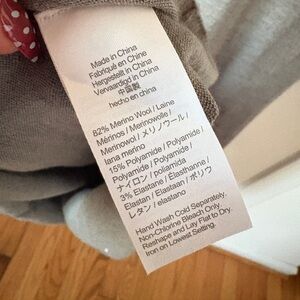 Made in China
Fabriqué en Chine
Hergestellt in China
Vervaardigd in China
中国製
hecho en china
82% Merino Wool / Laine
Mérinos / Merinowolle /
Merinowol / メリノウール /
lana merino
15% Polyamide / Polyamide /
Polyamid / Polyamide /
ナイロン / poliamida
3% Elastane / Élasthanne /
Elastan / Elastaan / ポリウ
レタン / elastano
Hand Wash Cold Separately.
Non-Chlorine Bleach Only.
Reshape and Lay Flat to Dry.
Iron on Lowest Setting.